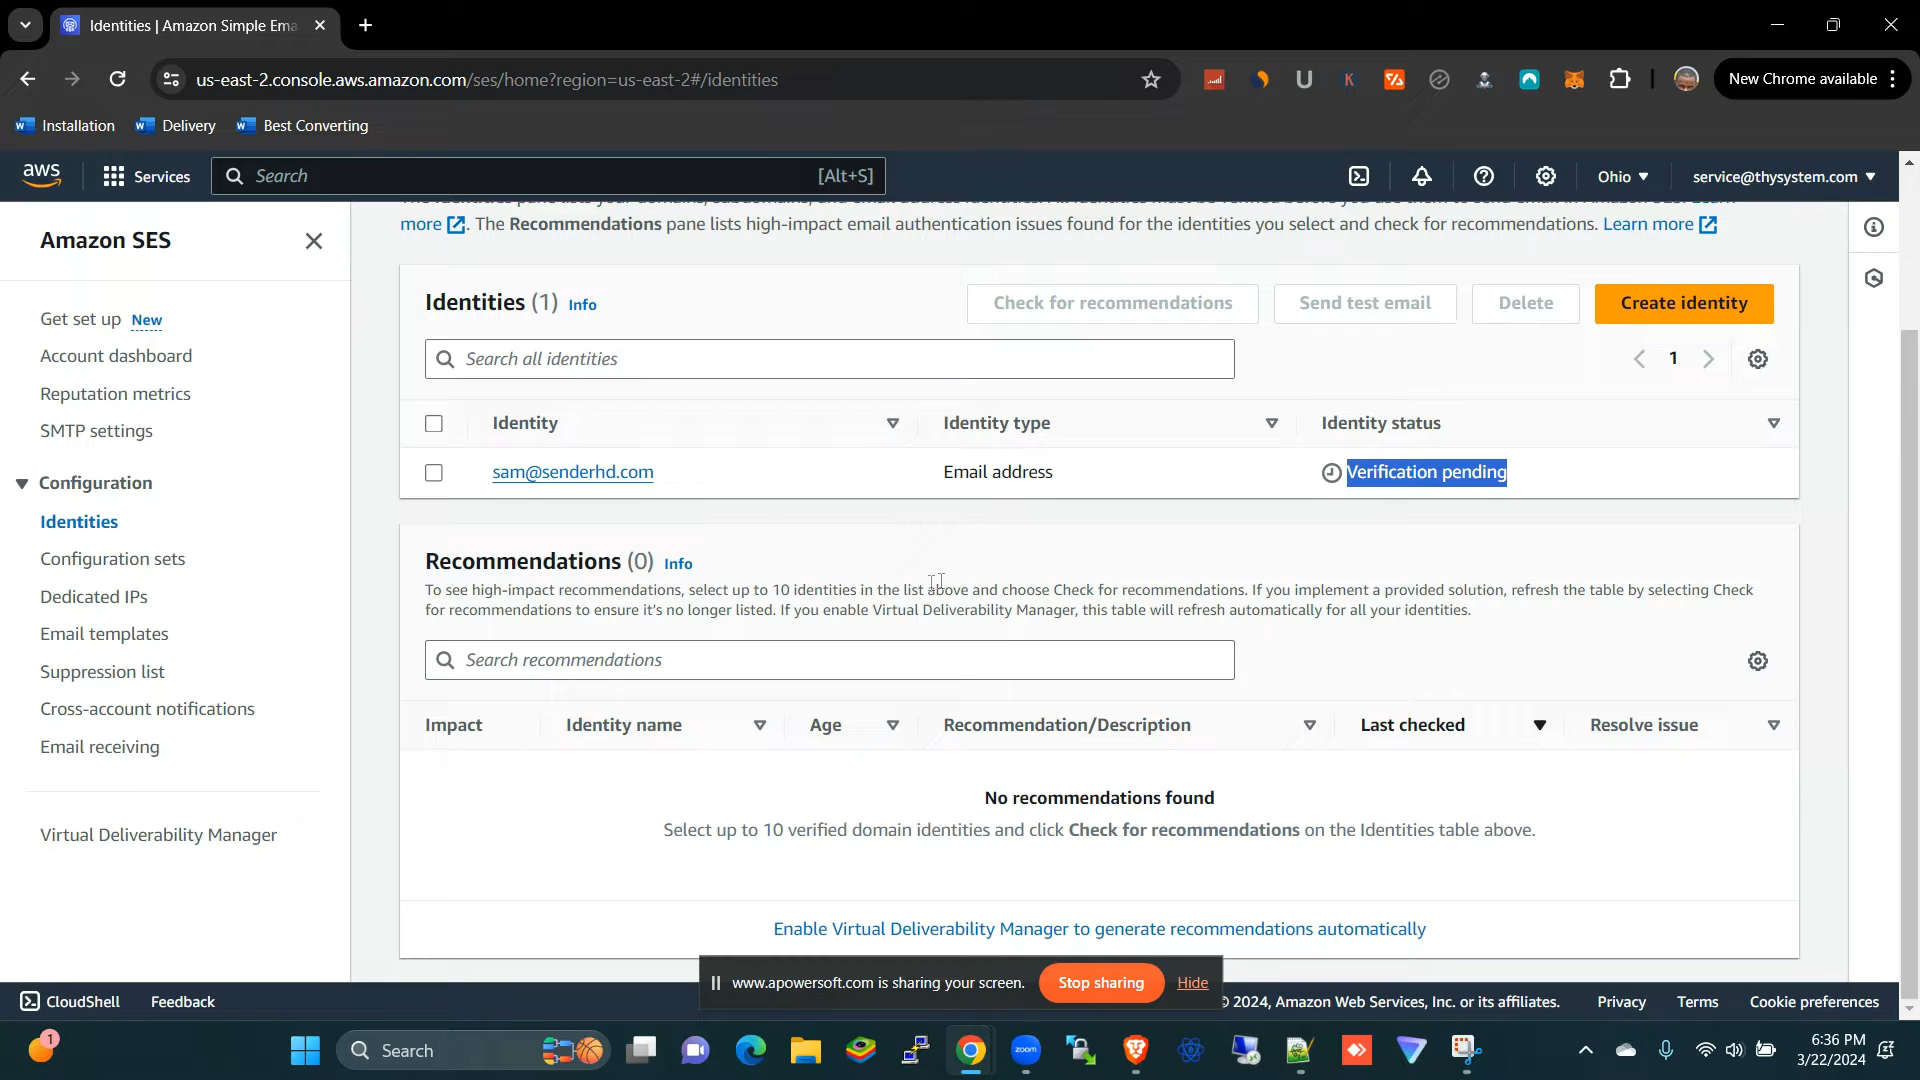 Identities | Amazon Simple Ema
us-east-2.console.aws.amazon.com/ses/home?region=us-east-2#/identities
New Chrome available
Installation
Delivery
Best Converting
aws
Services
Search
[Alt+S]
Ohio
service@thysystem.com
Amazon SES
Get set up New
Account dashboard
Reputation metrics
SMTP settings
Configuration
Identities
Configuration sets
Dedicated IPs
Email templates
Suppression list
Cross-account notifications
Email receiving
Virtual Deliverability Manager
more . The Recommendations pane lists high-impact email authentication issues found for the identities you select and check for recommendations. Learn more
Identities (1) Info
Check for recommendations
Send test email
Delete
Create identity
Search all identities
1
Identity
Identity type
Identity status
sam@senderhd.com
Email address
Verification pending
Recommendations (0) Info
To see high-impact recommendations, select up to 10 identities in the list above and choose Check for recommendations. If you implement a provided solution, refresh the table by selecting Check
for recommendations to ensure it's no longer listed. If you enable Virtual Deliverability Manager, this table will refresh automatically for all your identities.
Search recommendations
Impact
Identity name
Age
Recommendation/Description
Last checked
Resolve issue
No recommendations found
Select up to 10 verified domain identities and click Check for recommendations on the Identities table above.
Enable Virtual Deliverability Manager to generate recommendations automatically
www.apowersoft.com is sharing your screen.
Stop sharing
Hide
CloudShell
Feedback
© 2024, Amazon Web Services, Inc. or its affiliates.
Privacy
Terms
Cookie preferences
1
Search
zoom
6:36 PM
3/22/2024